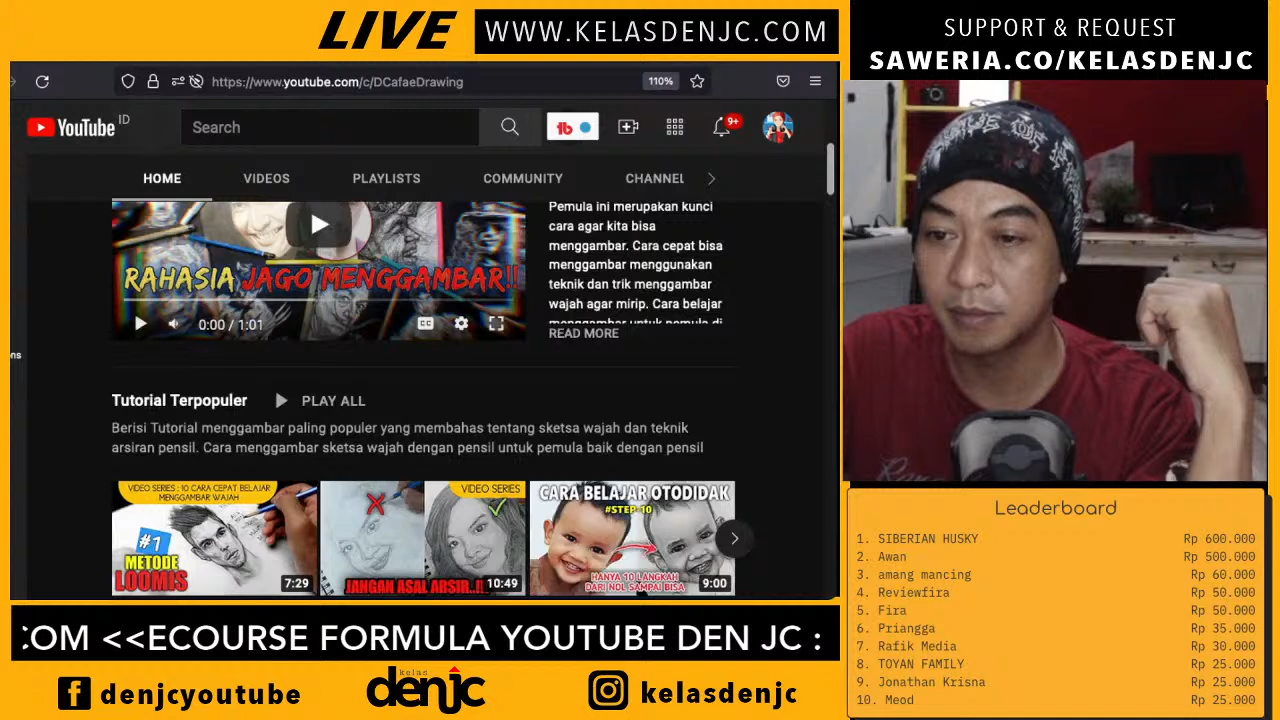 LIVE
WWW.KELASDENJC.COM
SUPPORT & REQUEST
SAWERIA.CO/KELASDENJC
https://www.youtube.com/c/DCafaeDrawing
110%
YouTube ID
Search
9+
HOME
VIDEOS
PLAYLISTS
COMMUNITY
CHANNEL
RAHASIA JAGO MENGGAMBAR!!
0:00 / 1:01
CC
Pemula ini merupakan kunci
cara agar kita bisa
menggambar. Cara cepat bisa
menggambar menggunakan
teknik dan trik menggambar
wajah agar mirip. Cara belajar
menggambar untuk pemula di
READ MORE
ns
Tutorial Terpopuler
PLAY ALL
Berisi Tutorial menggambar paling populer yang membahas tentang sketsa wajah dan teknik
arsiran pensil. Cara menggambar sketsa wajah dengan pensil untuk pemula baik dengan pensil
VIDEO SERIES : 10 CARA CEPAT BELAJAR
MENGGAMBAR WAJAH
#1
METODE
LOOMIS
7:29
VIDEO SERIES
JANGAN ASAL ARSIR..!!
10:49
CARA BELAJAR OTODIDAK
#STEP-10
HANYA 10 LANGKAH
DARI NOL SAMPAI BISA
9:00
COM <<ECOURSE FORMULA YOUTUBE DEN JC :
denjcyoutube
kelas
denjc
kelasdenjc
Leaderboard
1. SIBERIAN HUSKY Rp 600.000
2. Awan Rp 500.000
3. amang mancing Rp 60.000
4. Reviewfira Rp 50.000
5. Fira Rp 50.000
6. Priangga Rp 35.000
7. Rafik Media Rp 30.000
8. TOYAN FAMILY Rp 25.000
9. Jonathan Krisna Rp 25.000
10. Meod Rp 25.000